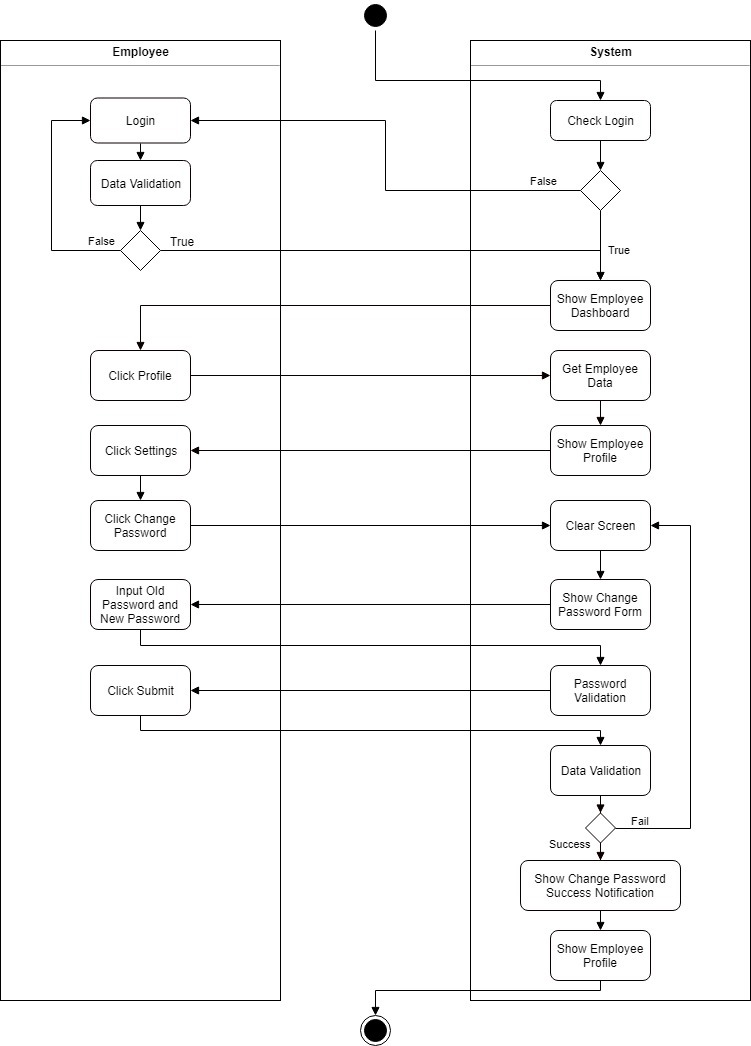 Employee
System
Login
Check Login
Data Validation
False
False
True
True
Show Employee
Dashboard
Click Profile
Get Employee
Data
Click Settings
Show Employee
Profile
Click Change
Password
Clear Screen
Input Old
Password and
New Password
Show Change
Password Form
Click Submit
Password
Validation
Data Validation
Fail
Success
Show Change Password
Success Notification
Show Employee
Profile